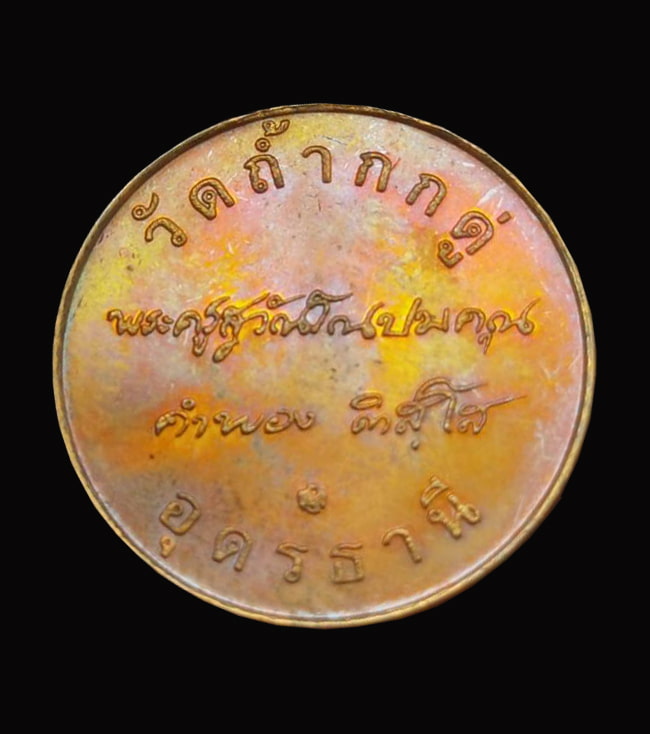 วัดถ้ำกกดู่
พระครูสุวัณโณปมคุณ
คำพอง ติสฺโส
อุดรธานี